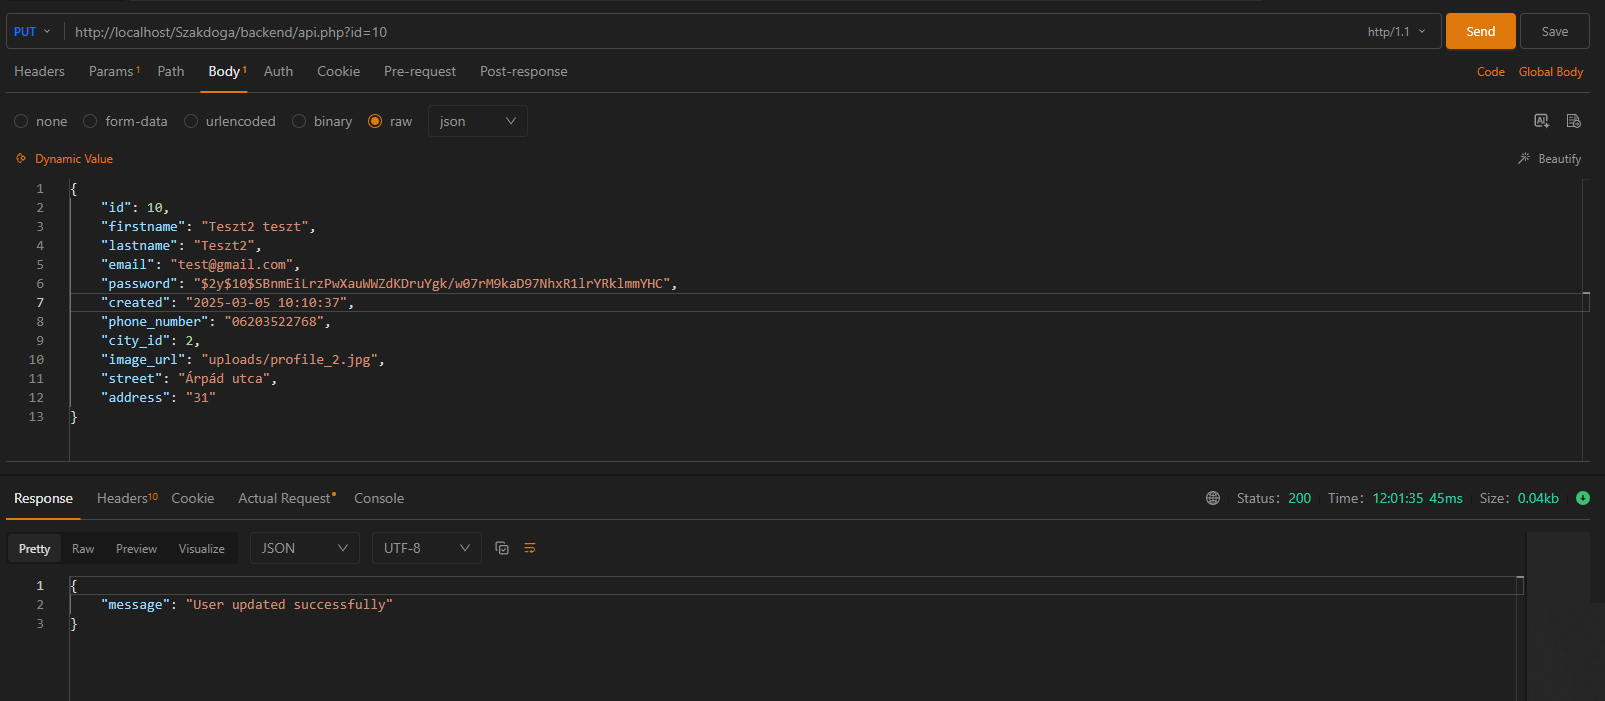 PUT http://localhost/Szakdoga/backend/api.php?id=10 http/1.1 Send Save
Headers Params 1 Path Body 1 Auth Cookie Pre-request Post-response Code Global Body
none form-data urlencoded binary raw json
Dynamic Value Beautify
1 {
2 "id": 10,
3 "firstname": "Teszt2 teszt",
4 "lastname": "Teszt2",
5 "email": "test@gmail.com",
6 "password": "$2y$10$SBnmEiLrzPwXauWWZdKDruYgk/w07rM9kaD97NhxR1lrYRklmmYHC",
7 "created": "2025-03-05 10:10:37",
8 "phone_number": "06203522768",
9 "city_id": 2,
10 "image_url": "uploads/profile_2.jpg",
11 "street": "Árpád utca",
12 "address": "31"
13 }
Response Headers 10 Cookie Actual Request Console Status: 200 Time: 12:01:35 45ms Size: 0.04kb
Pretty Raw Preview Visualize JSON UTF-8
1 {
2 "message": "User updated successfully"
3 }